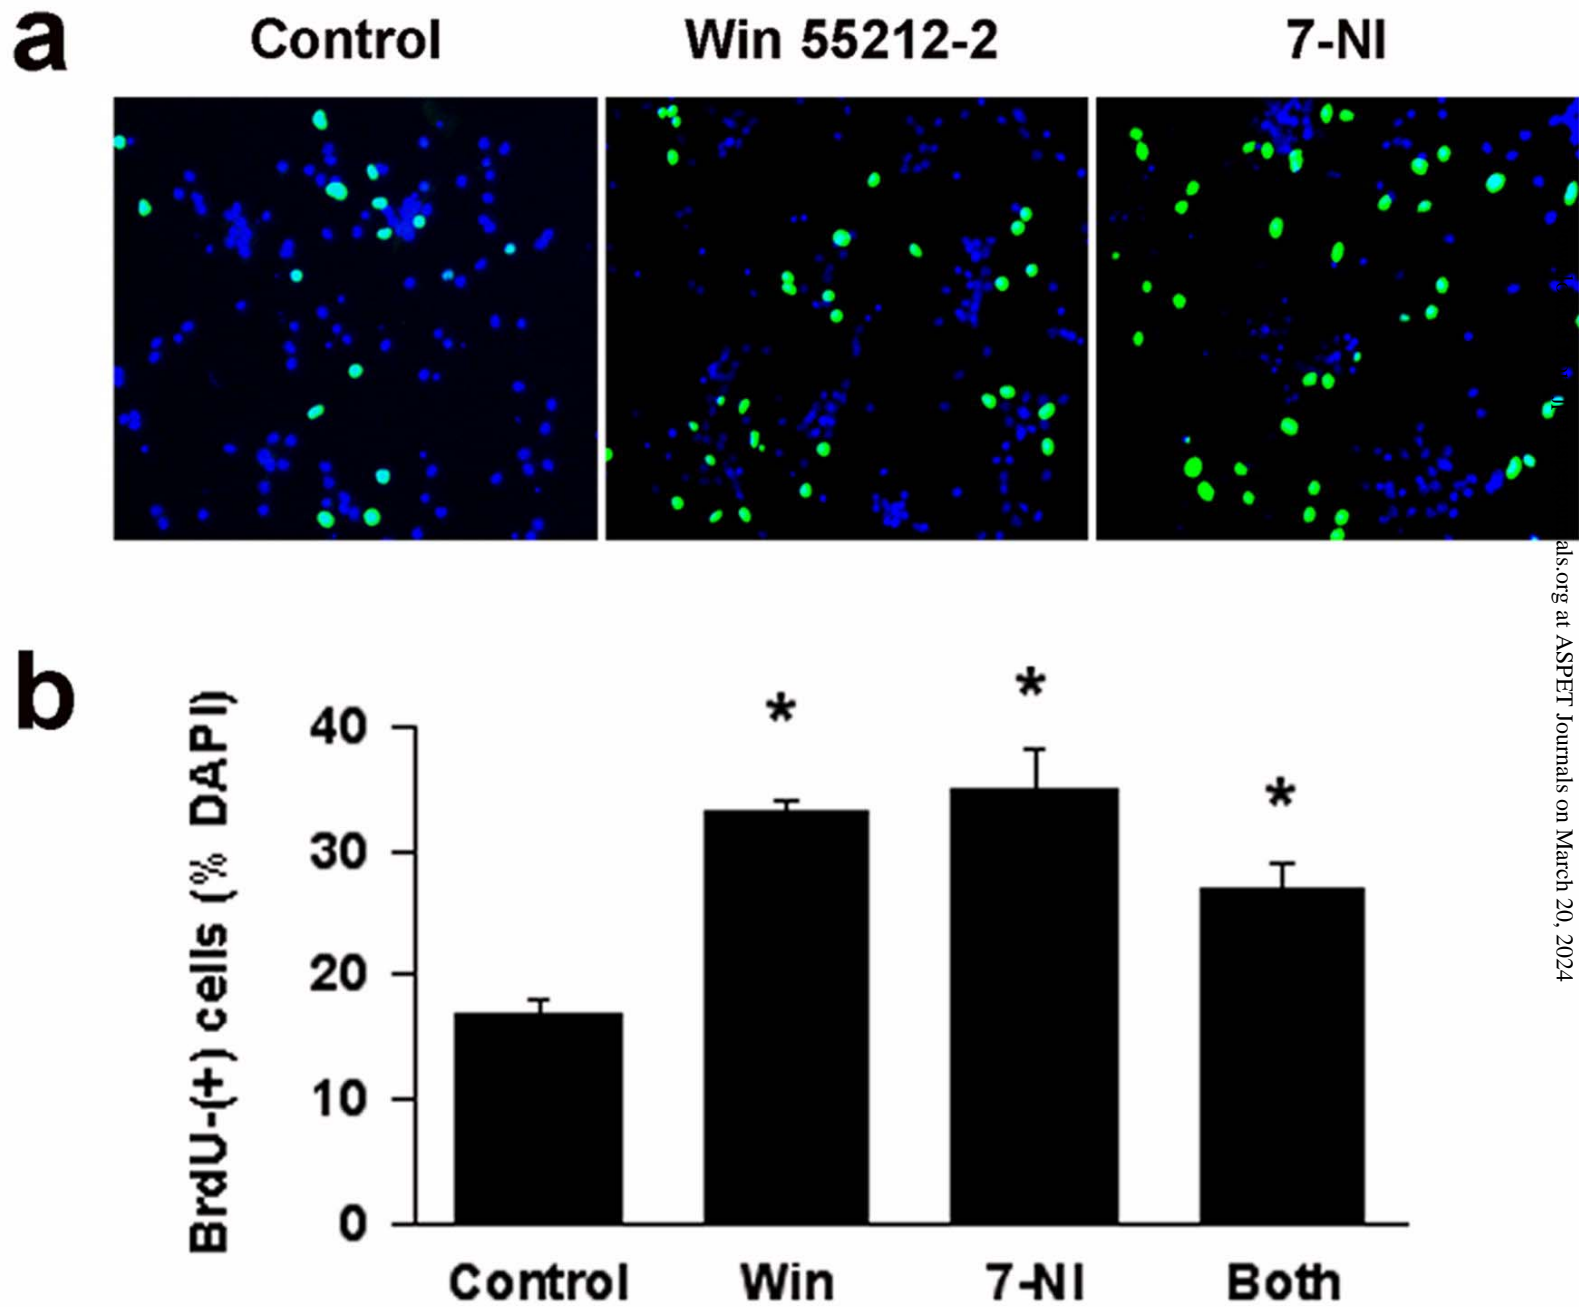 a
Control
Win 55212-2
7-NI
als.org at ASPET Journals on March 20, 2024
b
BrdU-(+) cells (% DAPI)
40
30
20
10
0
*
*
*
Control
Win
7-NI
Both